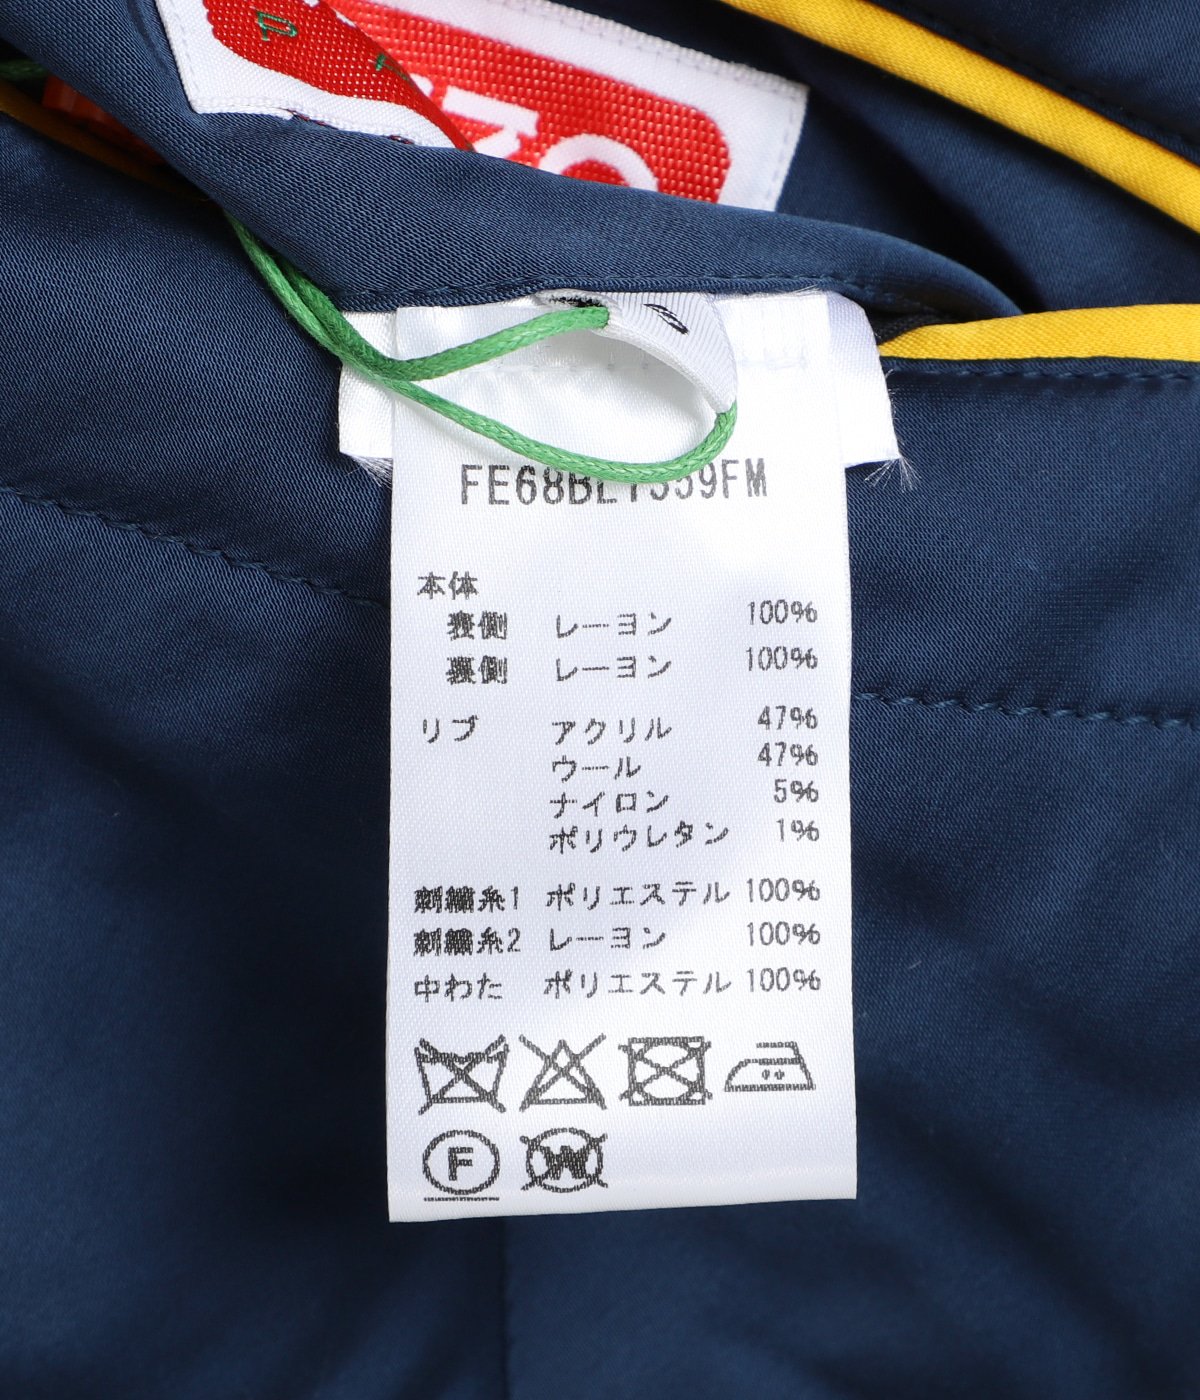 本体
表側 レーヨン 100%
裏側 レーヨン 100%
リブ アクリル 47%
ウール 47%
ナイロン 5%
ポリウレタン 1%
刺繍糸1 ポリエステル 100%
刺繍糸2 レーヨン 100%
中わた ポリエステル 100%
F W